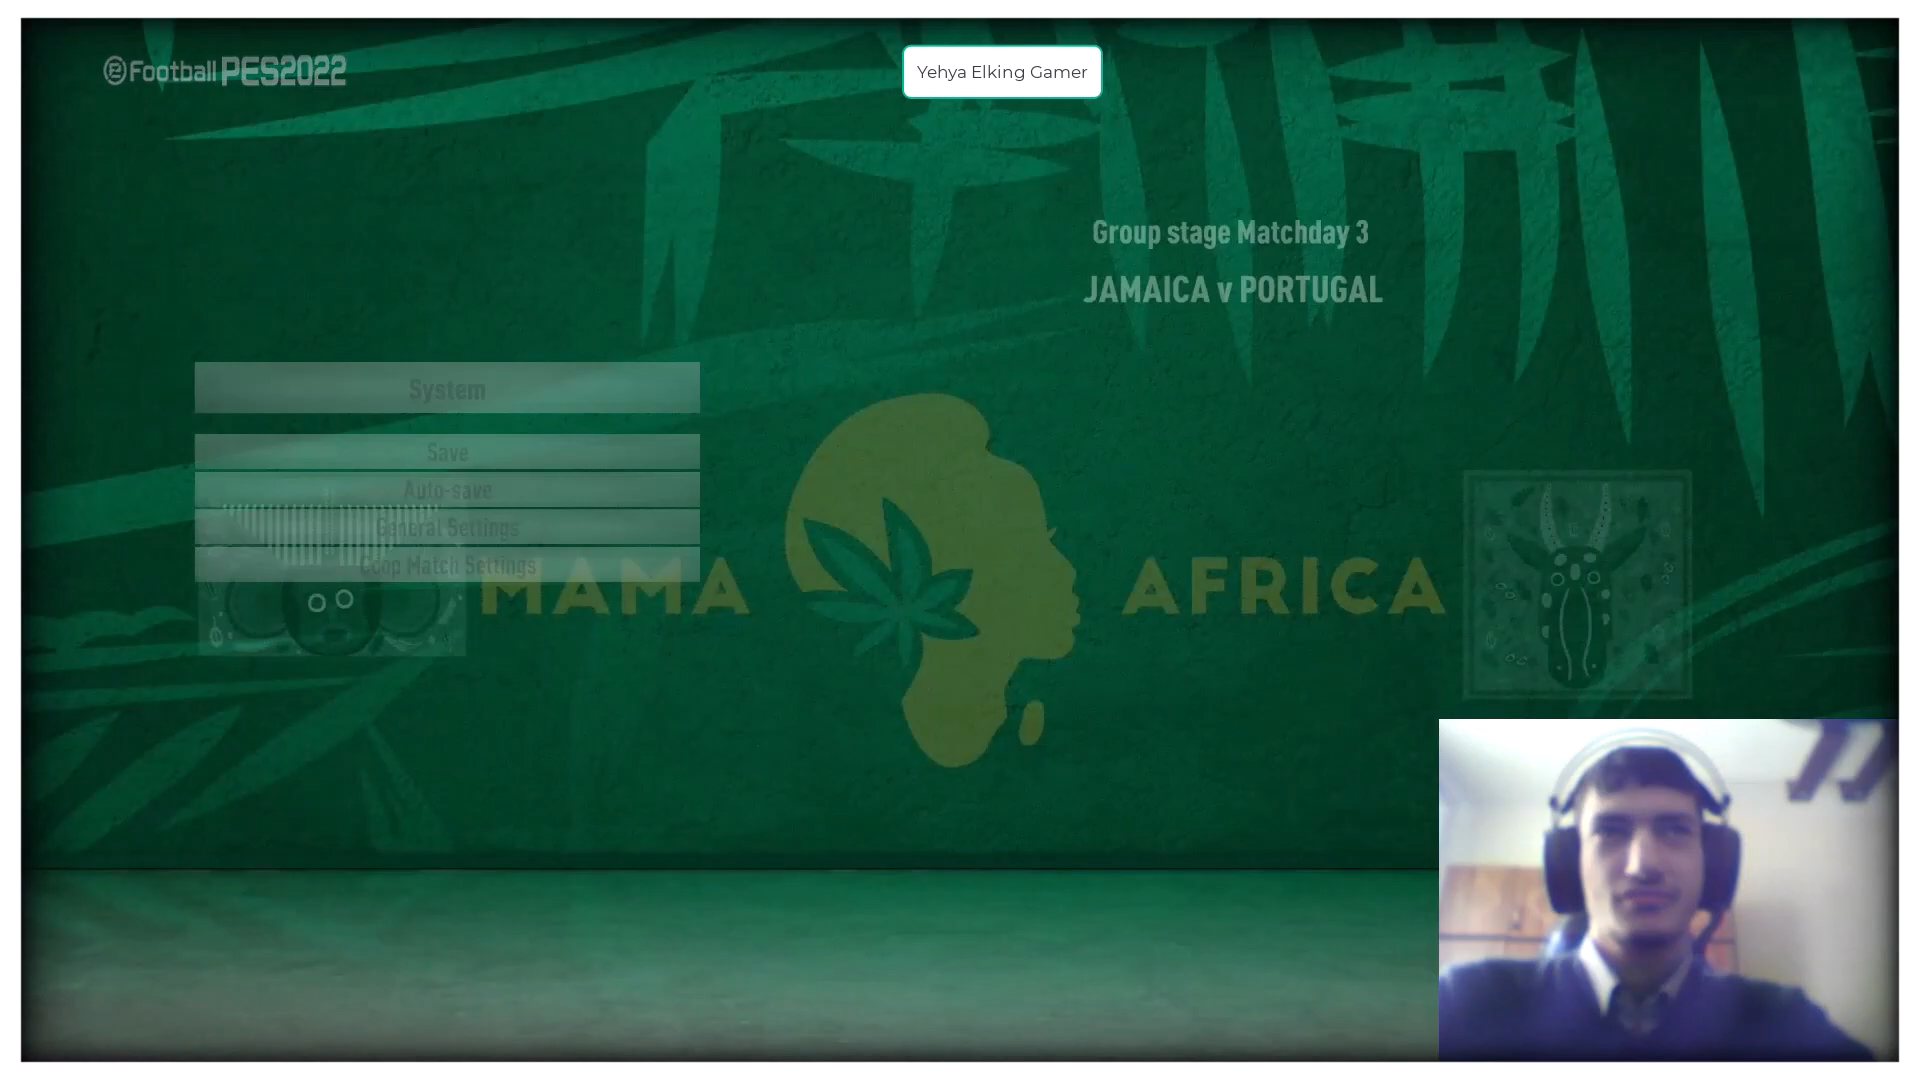 eFootball PES2022
Yehya Elking Gamer
Group stage Matchday 3
JAMAICA v PORTUGAL
System
Save
Auto-save
General Settings
Coop Match Settings
MAMA AFRICA